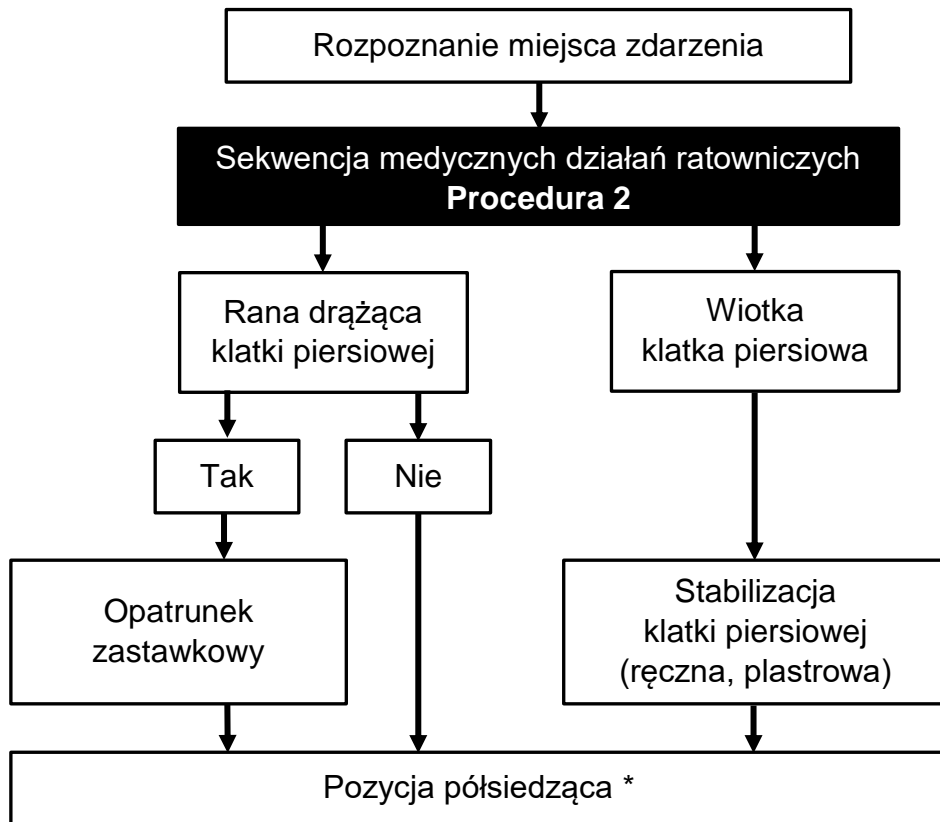 Rozpoznanie miejsca zdarzenia
Sekwencja medycznych działań ratowniczych
Procedura 2
Rana drążąca
klatki piersiowej
Wiotka
klatka piersiowa
Tak
Nie
Opatrunek
zastawkowy
Stabilizacja
klatki piersiowej
(ręczna, plastrowa)
Pozycja półsiedząca *